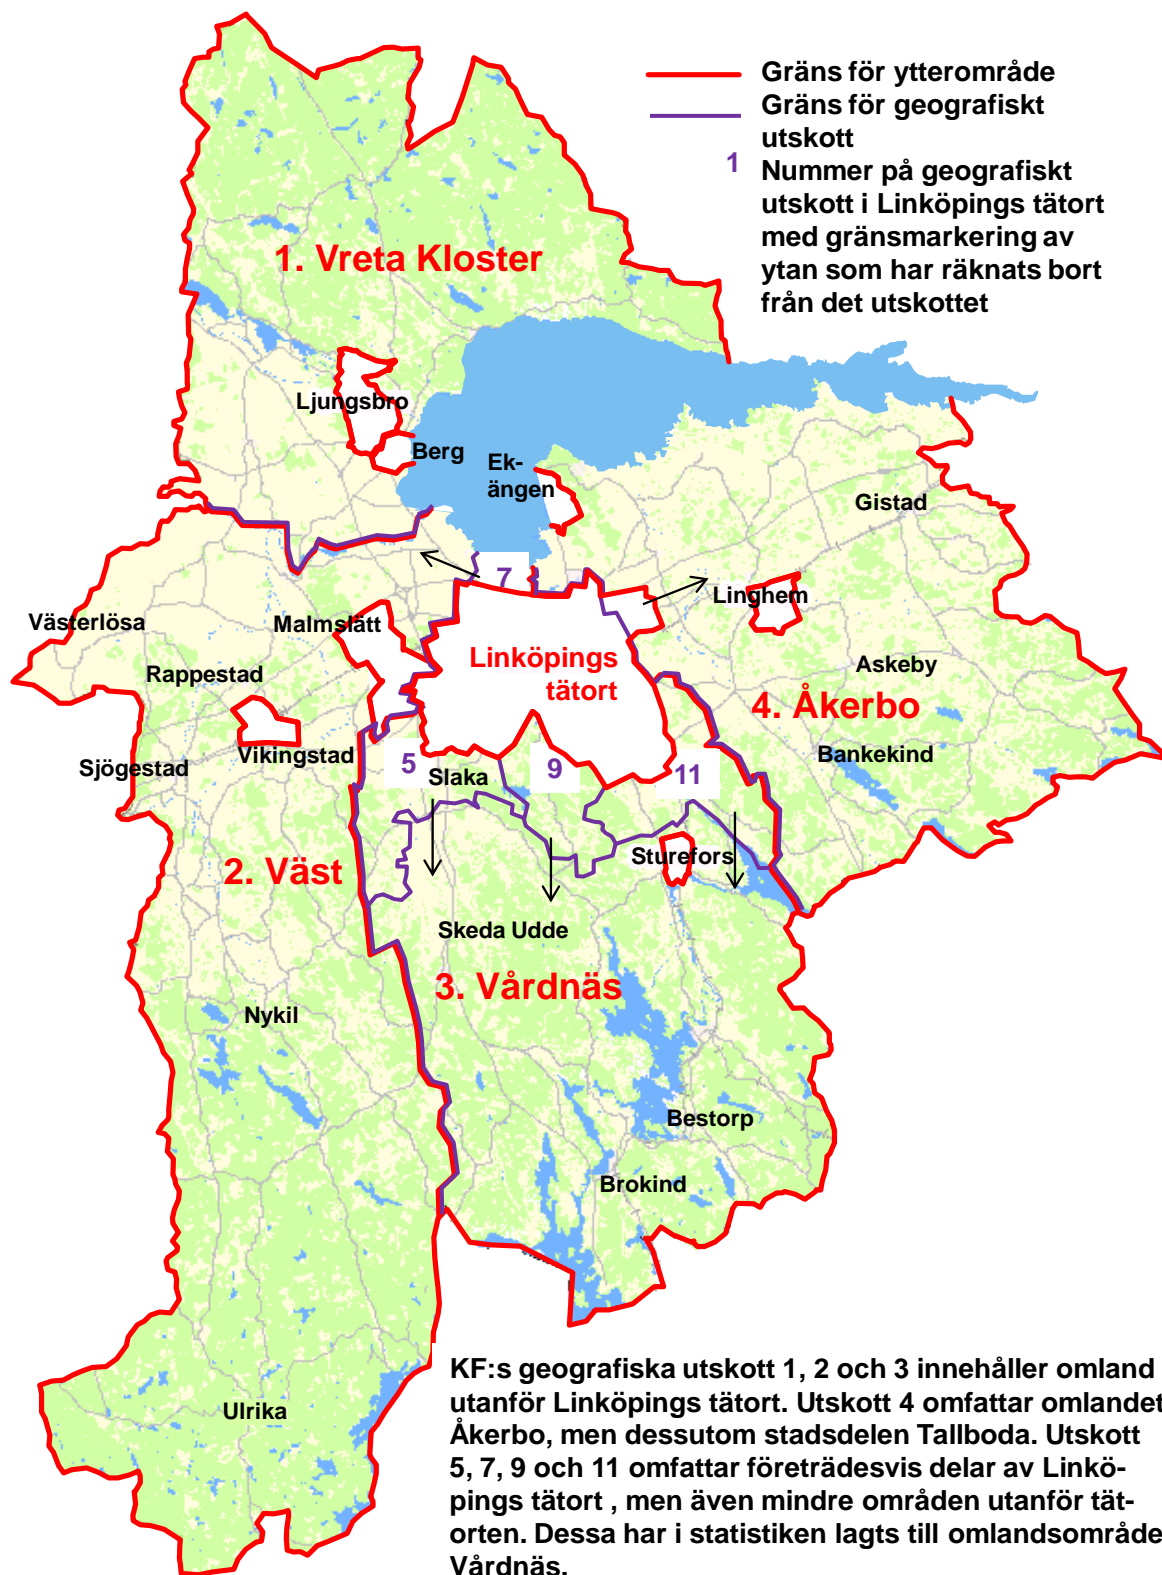 Gräns för ytterområde
Gräns för geografiskt
utskott
1 Nummer på geografiskt
utskott i Linköpings tätort
med gränsmarkering av
ytan som har räknats bort
från det utskottet
1. Vreta Kloster
Ljungsbro
Berg
Ek-
ängen
Gistad
7
Linghem
Västerlösa
Malmslätt
Linköpings
tätort
Rappestad
Askeby
4. Åkerbo
Vikingstad
Sjögestad
Bankekind
5
Slaka
9
11
2. Väst
Sturefors
Skeda Udde
3. Vårdnäs
Nykil
Bestorp
Brokind
Ulrika
KF:s geografiska utskott 1, 2 och 3 innehåller omland
utanför Linköpings tätort. Utskott 4 omfattar omlandet
Åkerbo, men dessutom stadsdelen Tallboda. Utskott
5, 7, 9 och 11 omfattar företrädesvis delar av Linkö-
pings tätort , men även mindre områden utanför tät-
orten. Dessa har i statistiken lagts till omlandsområde
Vårdnäs.